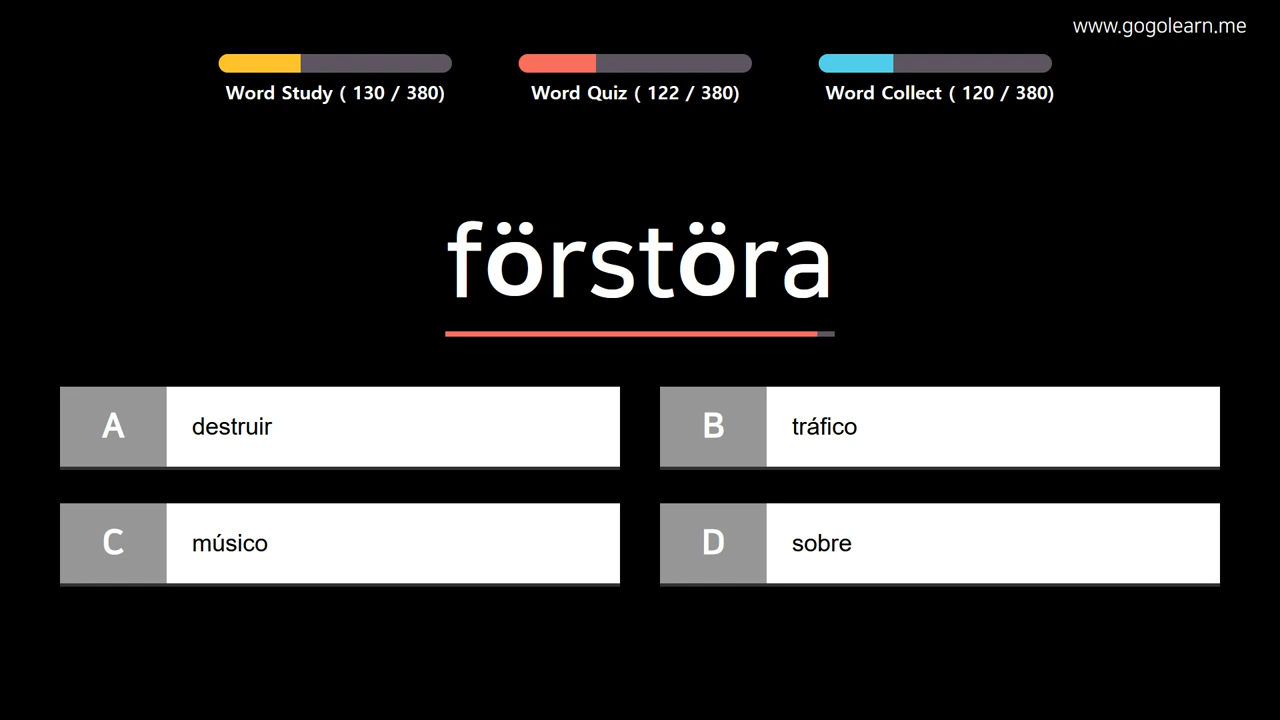 www.gogolearn.me
Word Study ( 130 / 380)
Word Quiz ( 122 / 380)
Word Collect ( 120 / 380)
förstöra
A destruir
B tráfico
C músico
D sobre